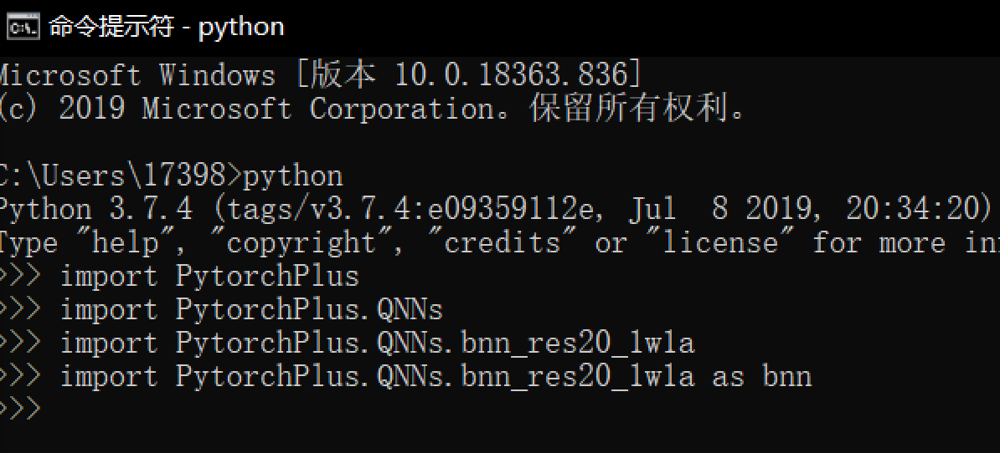 命令提示符 - python
Microsoft Windows [版本 10.0.18363.836]
(c) 2019 Microsoft Corporation。保留所有权利。
C:\Users\17398>python
Python 3.7.4 (tags/v3.7.4:e09359112e, Jul  8 2019, 20:34:20)
Type "help", "copyright", "credits" or "license" for more in
>>> import PytorchPlus
>>> import PytorchPlus.QNNs
>>> import PytorchPlus.QNNs.bnn_res20_1w1a
>>> import PytorchPlus.QNNs.bnn_res20_1w1a as bnn
>>>